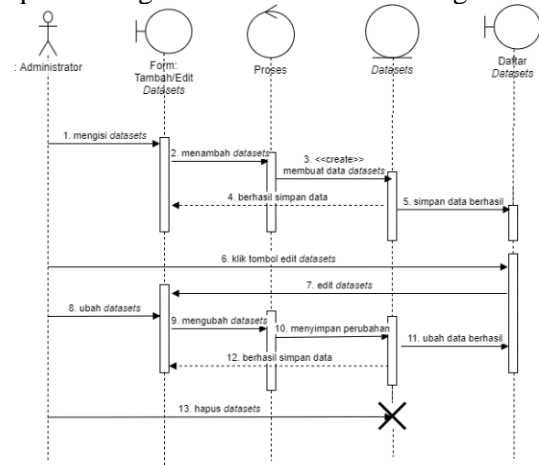 : Administrator
Form:
Tambah/Edit
Datasets
Proses
Datasets
Daftar
Datasets
1. mengisi datasets
2. menambah datasets
3. <<create>>
membuat data datasets
4. berhasil simpan data
5. simpan data berhasil
6. klik tombol edit datasets
7. edit datasets
8. ubah datasets
9. mengubah datasets
10. menyimpan perubahan
11. ubah data berhasil
12. berhasil simpan data
13. hapus datasets